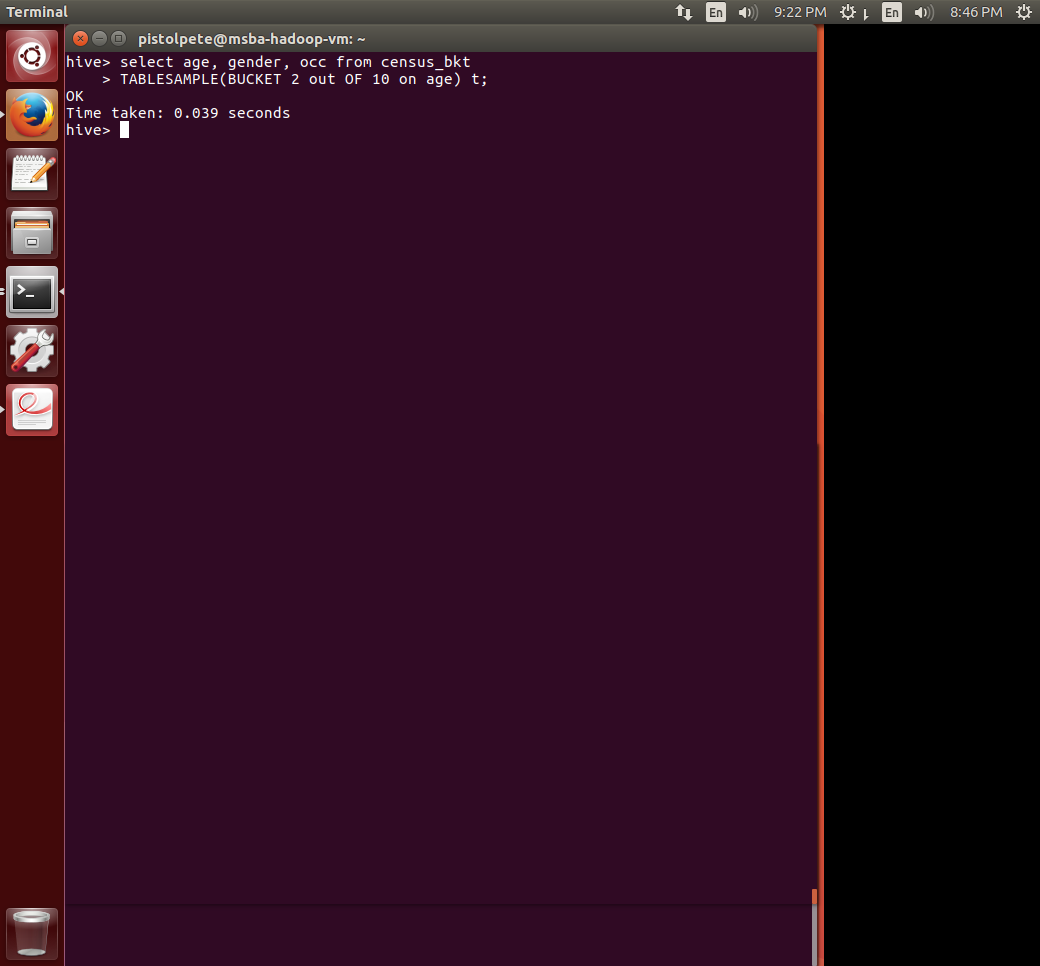 Terminal
En
9:22 PM
En
8:46 PM
pistolpete@msba-hadoop-vm: ~
hive> select age, gender, occ from census_bkt
    > TABLESAMPLE(BUCKET 2 out OF 10 on age) t;
OK
Time taken: 0.039 seconds
hive>